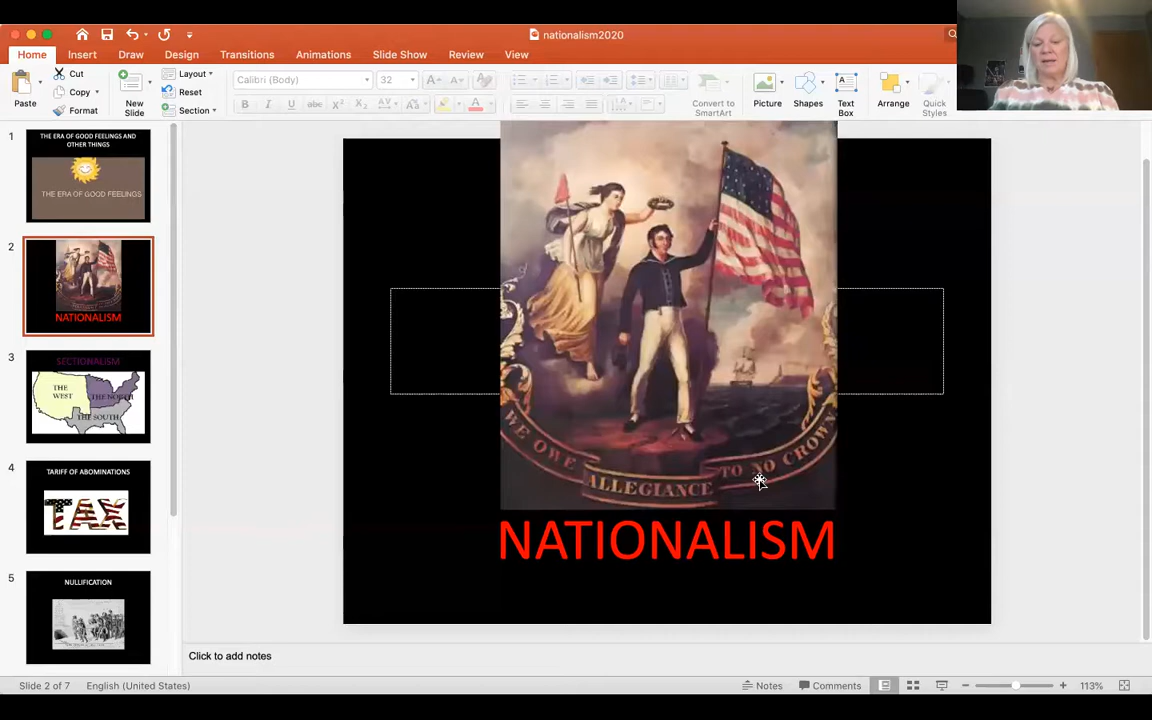 nationalism2020
Home Insert Draw Design Transitions Animations Slide Show Review View
Paste
Cut
Copy
Format
New Slide
Layout
Reset
Section
Calibri (Body) 32
Convert to SmartArt
Picture
Shapes
Text Box
Arrange
Quick Styles
1
THE ERA OF GOOD FEELINGS AND
OTHER THINGS
THE ERA OF GOOD FEELINGS
2
NATIONALISM
3
SECTIONALISM
THE WEST
THE NORTH
THE SOUTH
4
TARIFF OF ABOMINATIONS
TAX
5
NULLIFICATION
WE OWE ALLEGIANCE TO NO CROWN
NATIONALISM
Click to add notes
Slide 2 of 7 English (United States) Notes Comments 113%